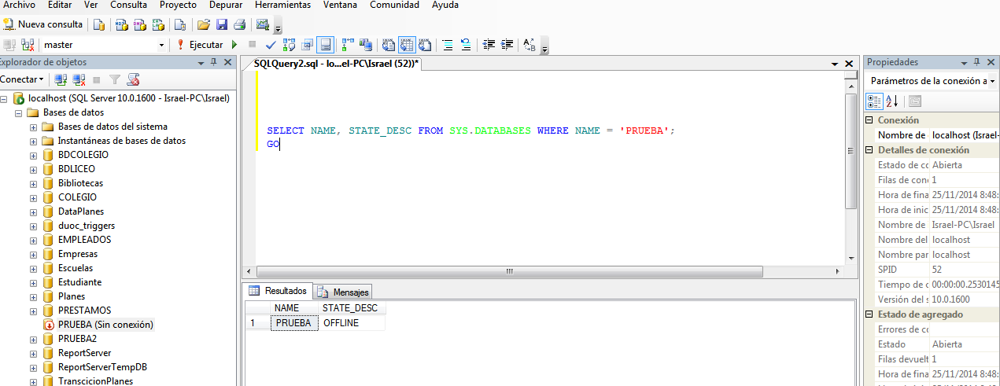 Archivo Editar Ver Consulta Proyecto Depurar Herramientas Ventana Comunidad Ayuda
Nueva consulta
master Ejecutar
Explorador de objetos
Conectar
localhost (SQL Server 10.0.1600 - Israel-PC\Israel)
Bases de datos
Bases de datos del sistema
Instantáneas de bases de datos
BDCOLEGIO
BDLICEO
Bibliotecas
COLEGIO
DataPlanes
duoc_triggers
EMPLEADOS
Empresas
Escuelas
Estudiante
Planes
PRESTAMOS
PRUEBA (Sin conexión)
PRUEBA2
ReportServer
ReportServerTempDB
TranscicionPlanes
SQLQuery2.sql - lo...el-PC\Israel (52))*
SELECT NAME, STATE_DESC FROM SYS.DATABASES WHERE NAME = 'PRUEBA';
GO
Resultados Mensajes
NAME STATE_DESC
1 PRUEBA OFFLINE
Propiedades
Parámetros de la conexión a
Conexión
Nombre de localhost (Israel-
Detalles de conexión
Estado de co Abierta
Filas de con 1
Hora de fina 25/11/2014 8:48:
Hora de inic 25/11/2014 8:48:
Nombre de Israel-PC\Israel
Nombre del localhost
Nombre par localhost
SPID 52
Tiempo de c 00:00:00.2530145
Versión del s 10.0.1600
Estado de agregado
Errores de co
Estado Abierta
Filas devuelt 1
Hora de fina 25/11/2014 8:48: